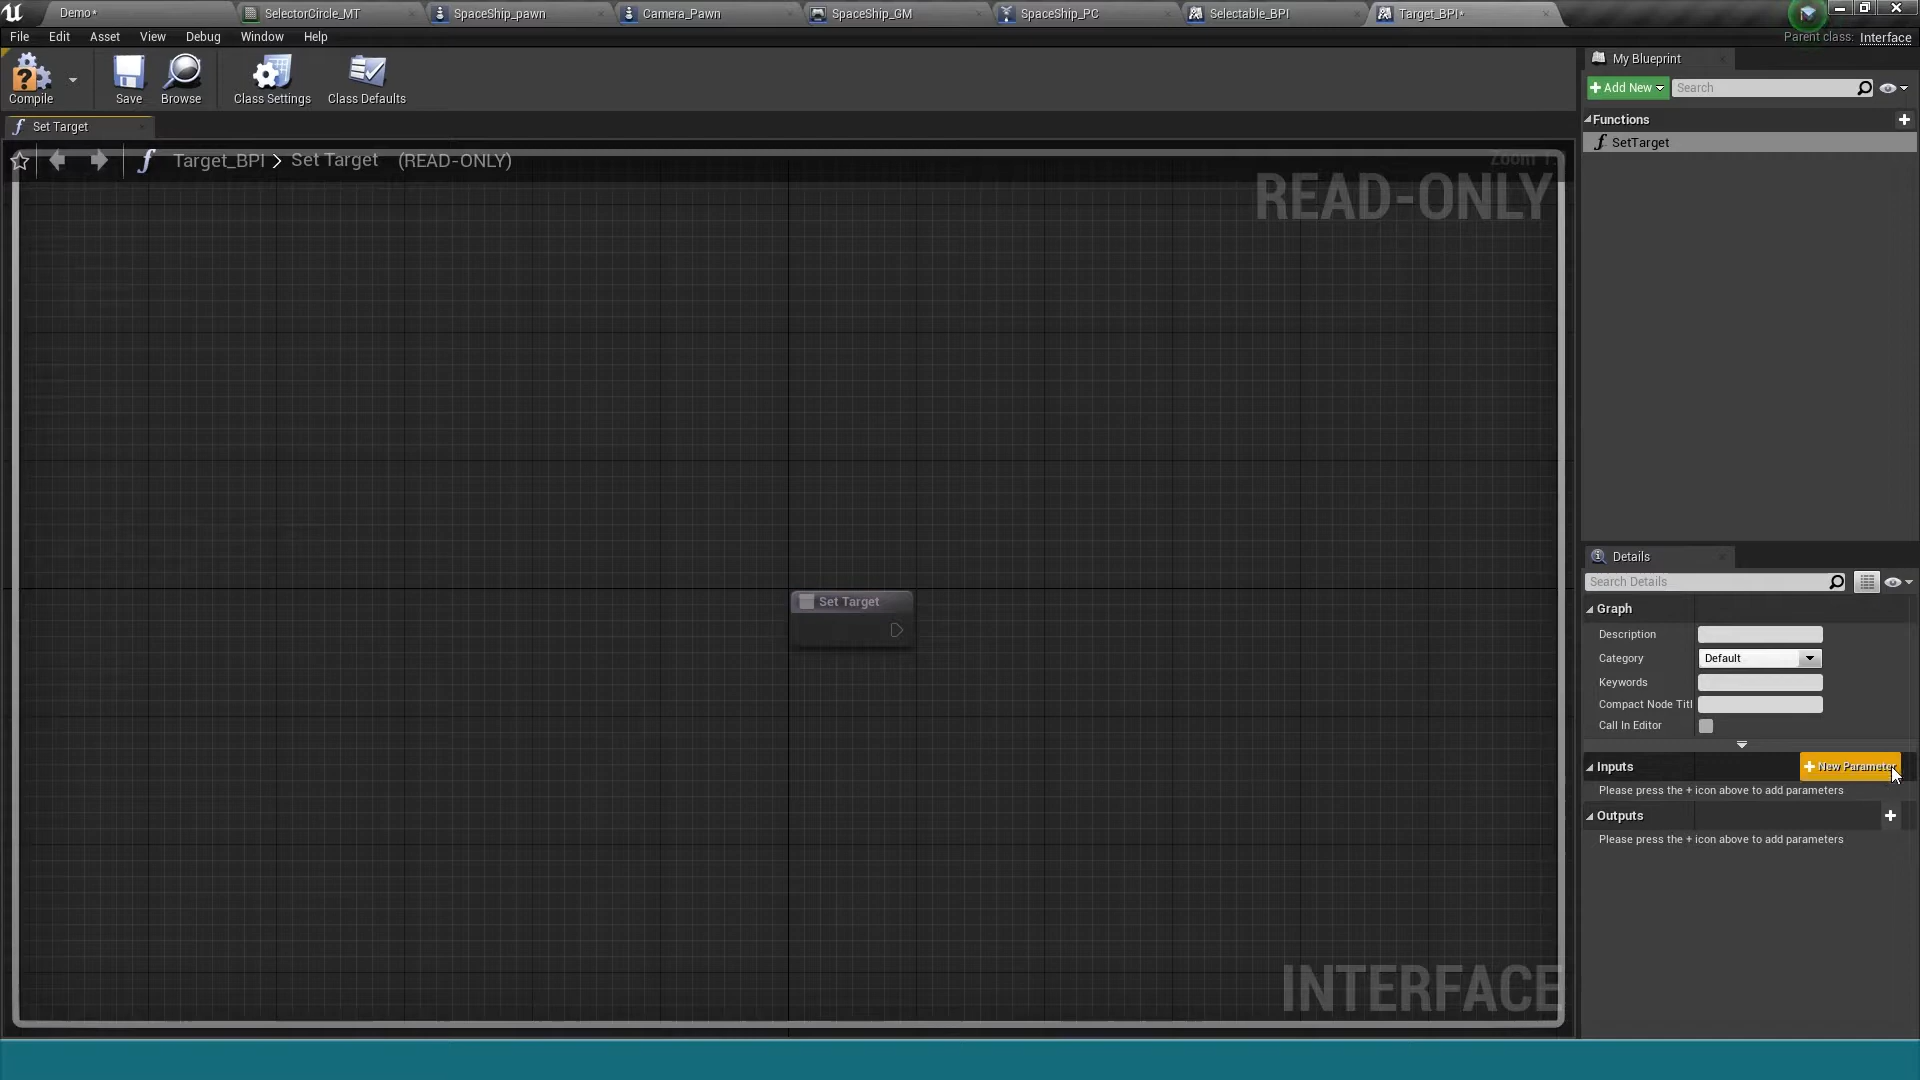 Demo*
SelectorCircle_MT
SpaceShip_pawn
Camera_Pawn
SpaceShip_GM
SpaceShip_PC
Selectable_BPI
Target_BPI*
File Edit Asset View Debug Window Help
Parent class: Interface
Compile
Save
Browse
Class Settings
Class Defaults
My Blueprint
+ Add New
Search
Set Target
Functions
SetTarget
Target_BPI > Set Target (READ-ONLY)
Zoom
READ-ONLY
Details
Search Details
Set Target
Graph
Description
Category Default
Keywords
Compact Node Titl
Call In Editor
Inputs
+ New Parameter
Please press the + icon above to add parameters
Outputs
Please press the + icon above to add parameters
INTERFACE